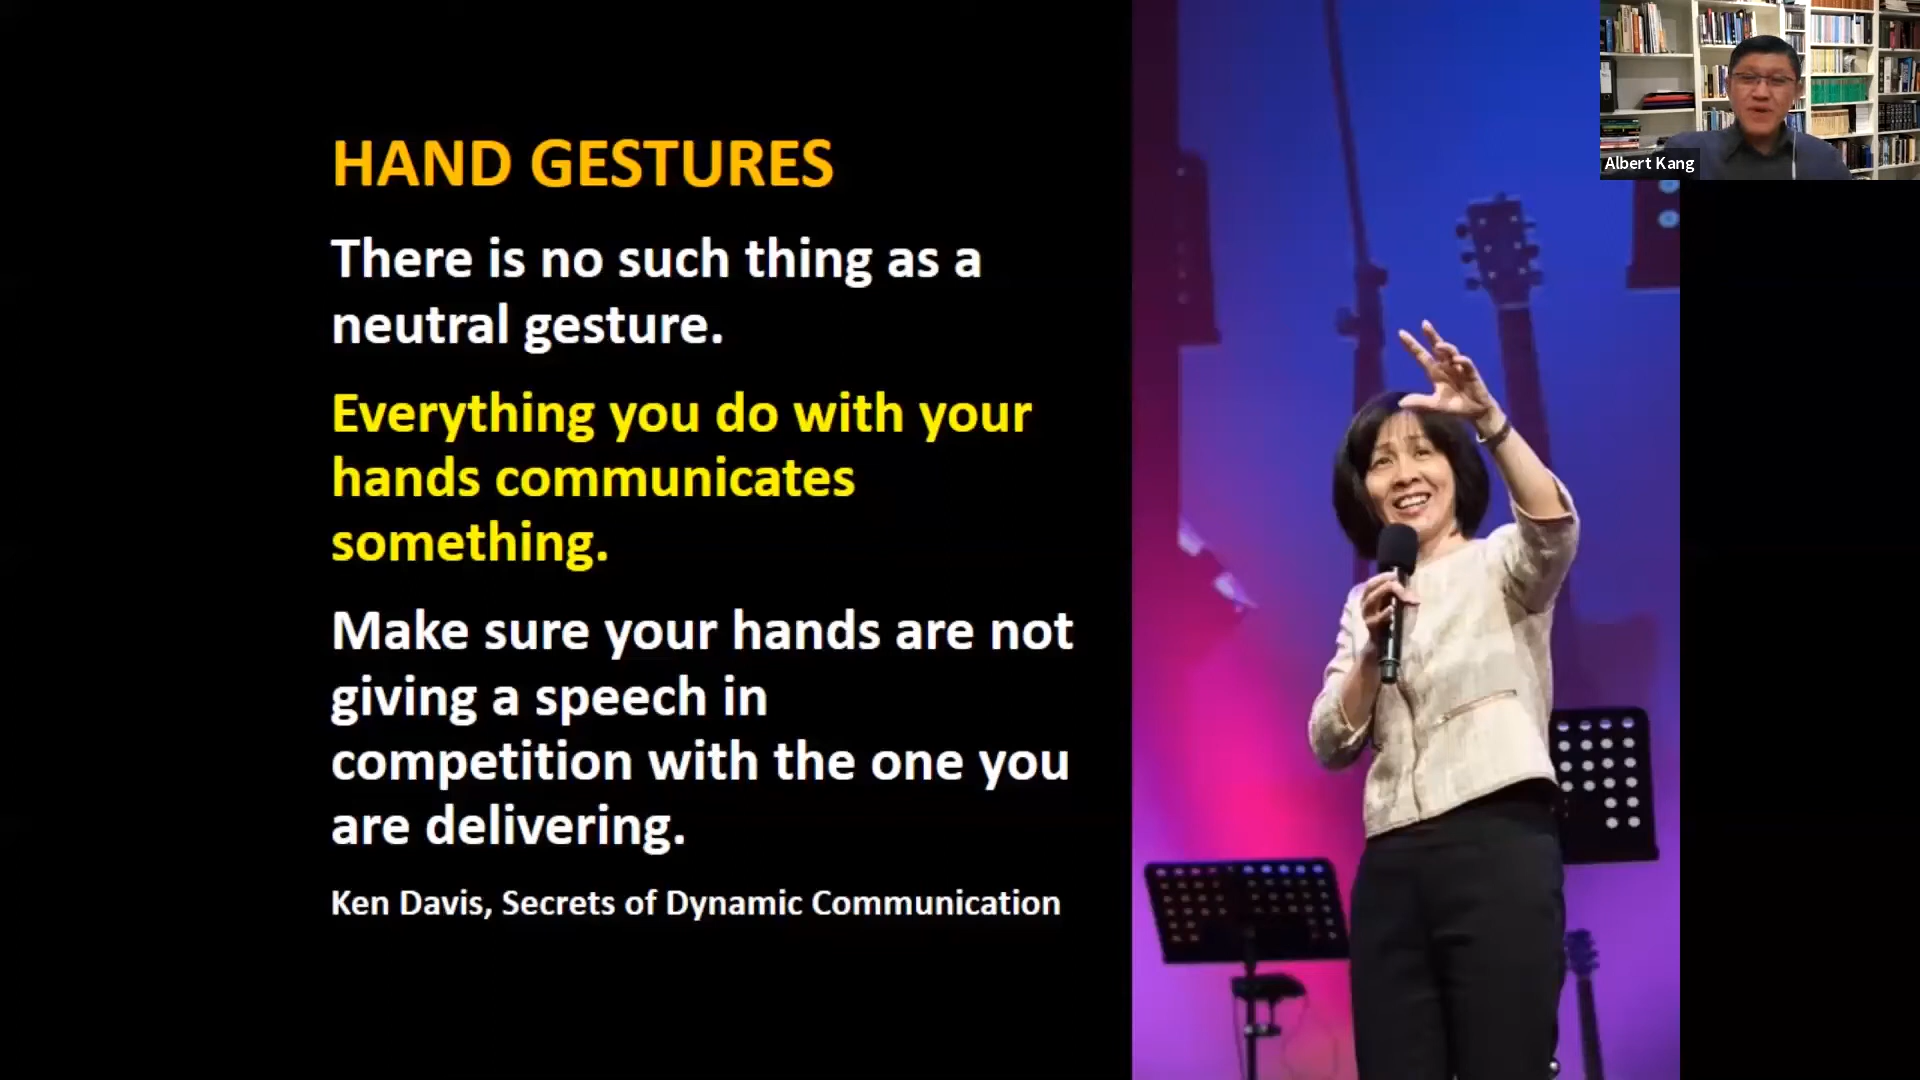 HAND GESTURES
There is no such thing as a
neutral gesture.
Everything you do with your
hands communicates
something.
Make sure your hands are not
giving a speech in
competition with the one you
are delivering.
Ken Davis, Secrets of Dynamic Communication
Albert Kang